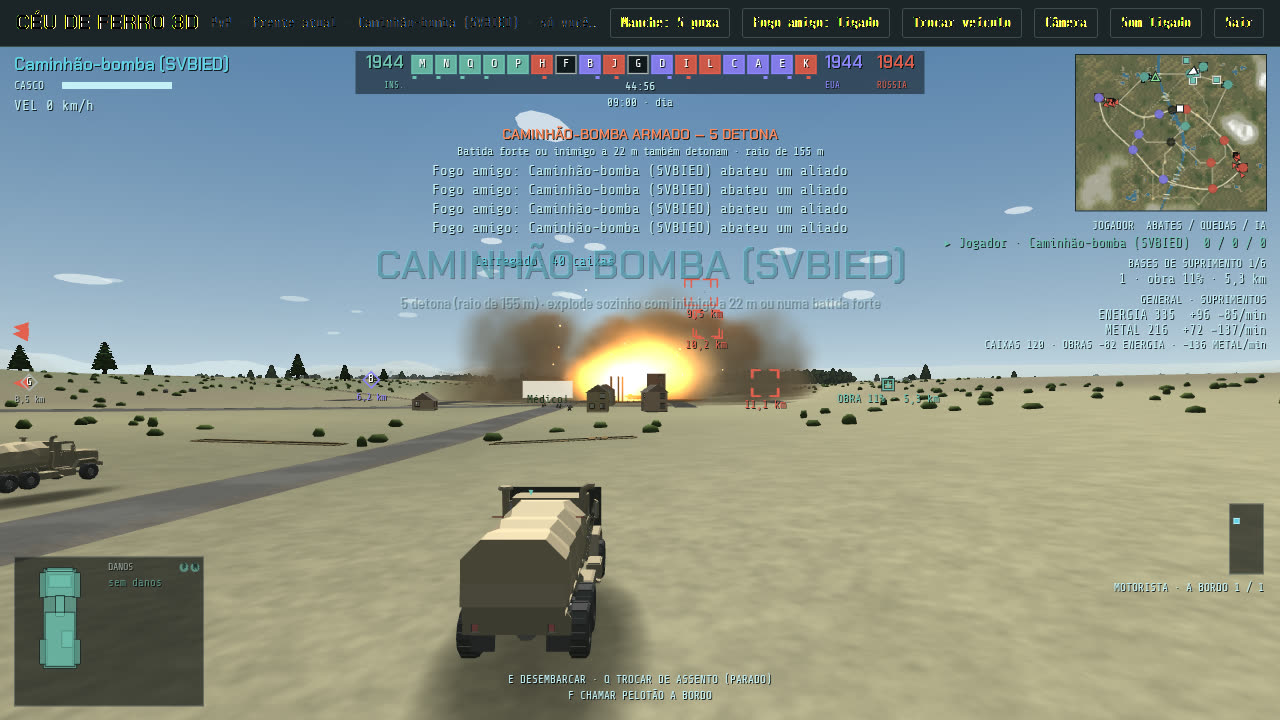 CÉU DE FERRO 3D
Manche: S puxa
Fogo amigo: ligado
Trocar veículo
Câmera
Som ligado
Sair
Caminhão-bomba (SVBIED)
CASCO
VEL 0 km/h
1944 M N O Q P H F B J G D I L C A E K 1944 1944
INS. 44:56 EUA RÚSSIA
09:00 · dia
CAMINHÃO-BOMBA ARMADO — S DETONA
Batida forte ou inimigo a 22 m também detonam · raio de 155 m
Fogo amigo: Caminhão-bomba (SVBIED) abateu um aliado
Fogo amigo: Caminhão-bomba (SVBIED) abateu um aliado
Fogo amigo: Caminhão-bomba (SVBIED) abateu um aliado
Fogo amigo: Caminhão-bomba (SVBIED) abateu um aliado
Carregado: 40 caixas
CAMINHÃO-BOMBA (SVBIED)
S detona (raio de 155 m) · explode sozinho com inimigo a 22 m ou numa batida forte
JOGADOR ABATES / QUEDAS / IA
► Jogador · Caminhão-bomba (SVBIED) 0 / 0 / 0
BASES DE SUPRIMENTO 1/6
1 obra 11% · 5,3 km
GENERAL · SUPRIMENTOS
ENERGIA 335 +96 −85/min
METAL 216 +72 −137/min
CAIXAS 120 · OBRAS −82 ENERGIA · −136 METAL/min
9,5 km
10,2 km
G
8,5 km
B
6,2 km
11,1 km
OBRA 11% · 5,3 km
DANOS
sem danos
MOTORISTA · A BORDO 1 / 1
E DESEMBARCAR · Q TROCAR DE ASSENTO (PARADO)
F CHAMAR PELOTÃO A BORDO